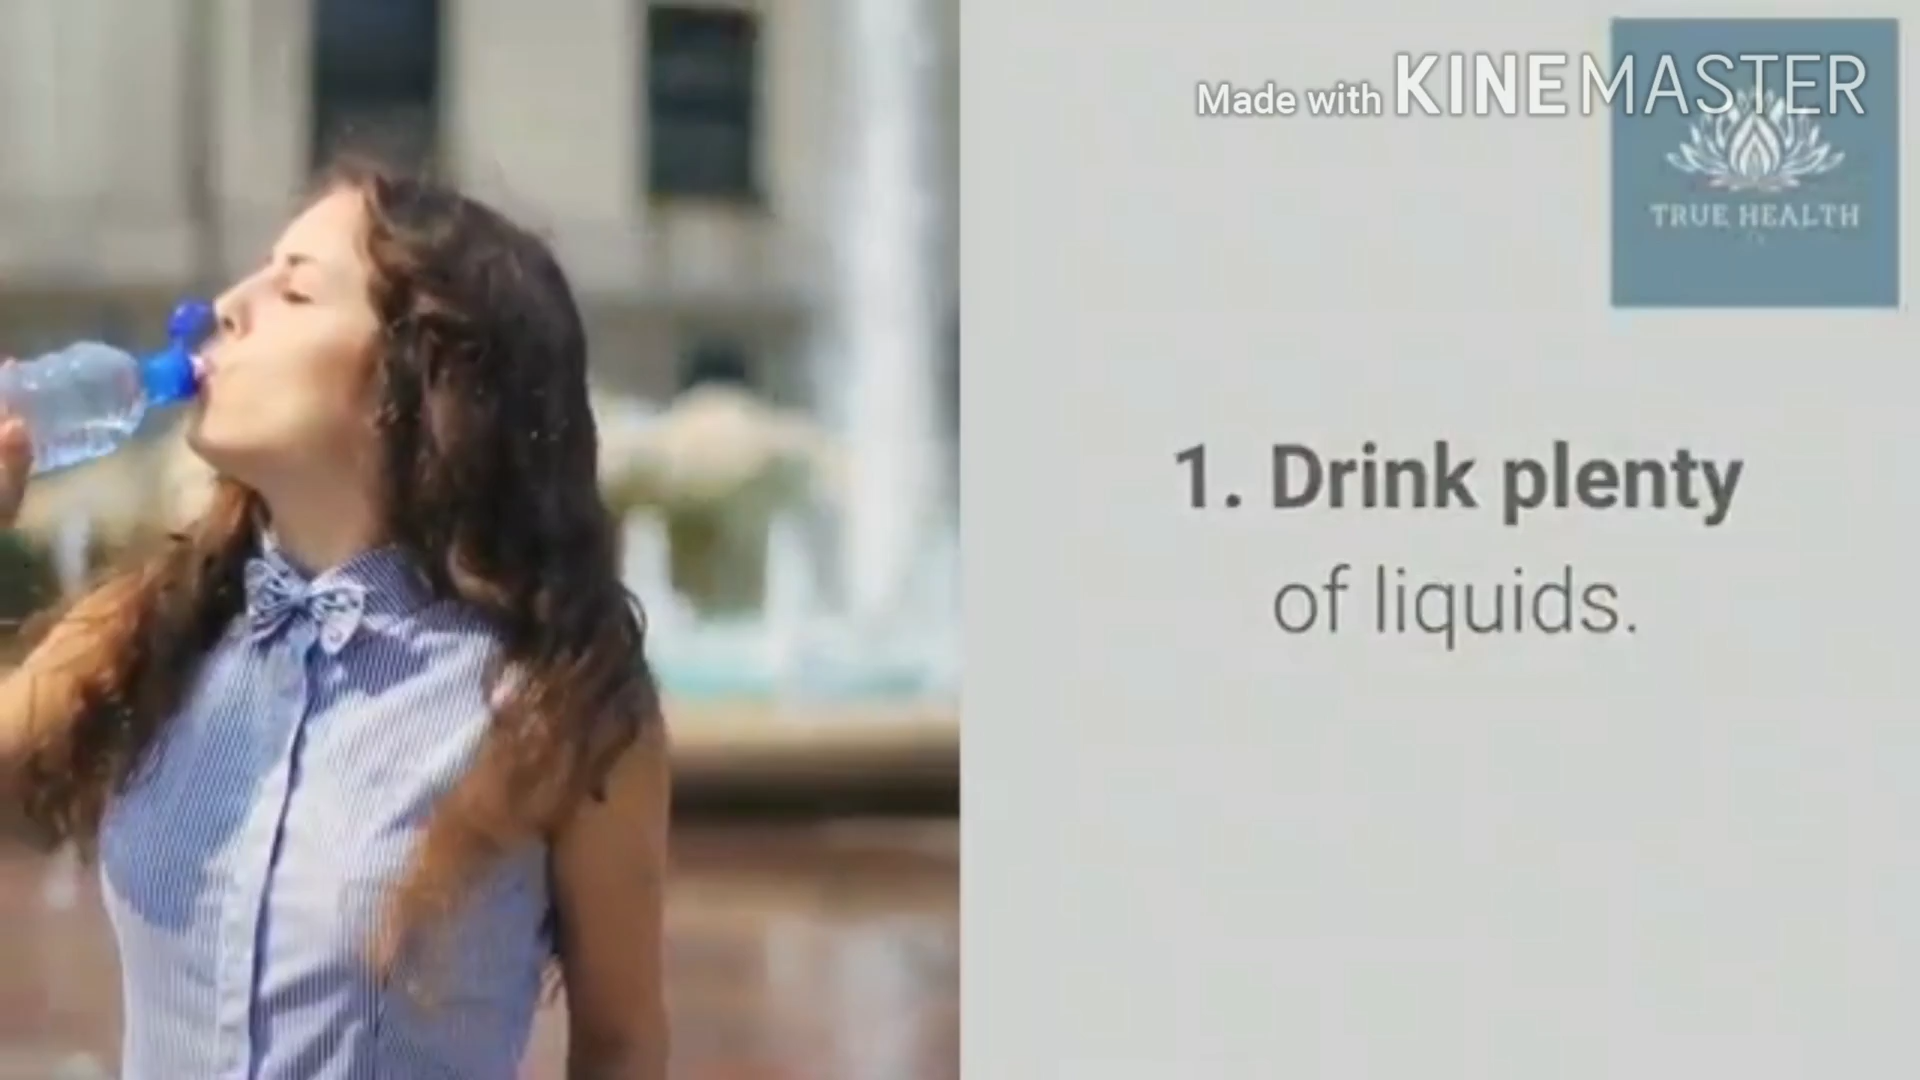 Made with KINEMASTER
TRUE HEALTH
1. Drink plenty
of liquids.